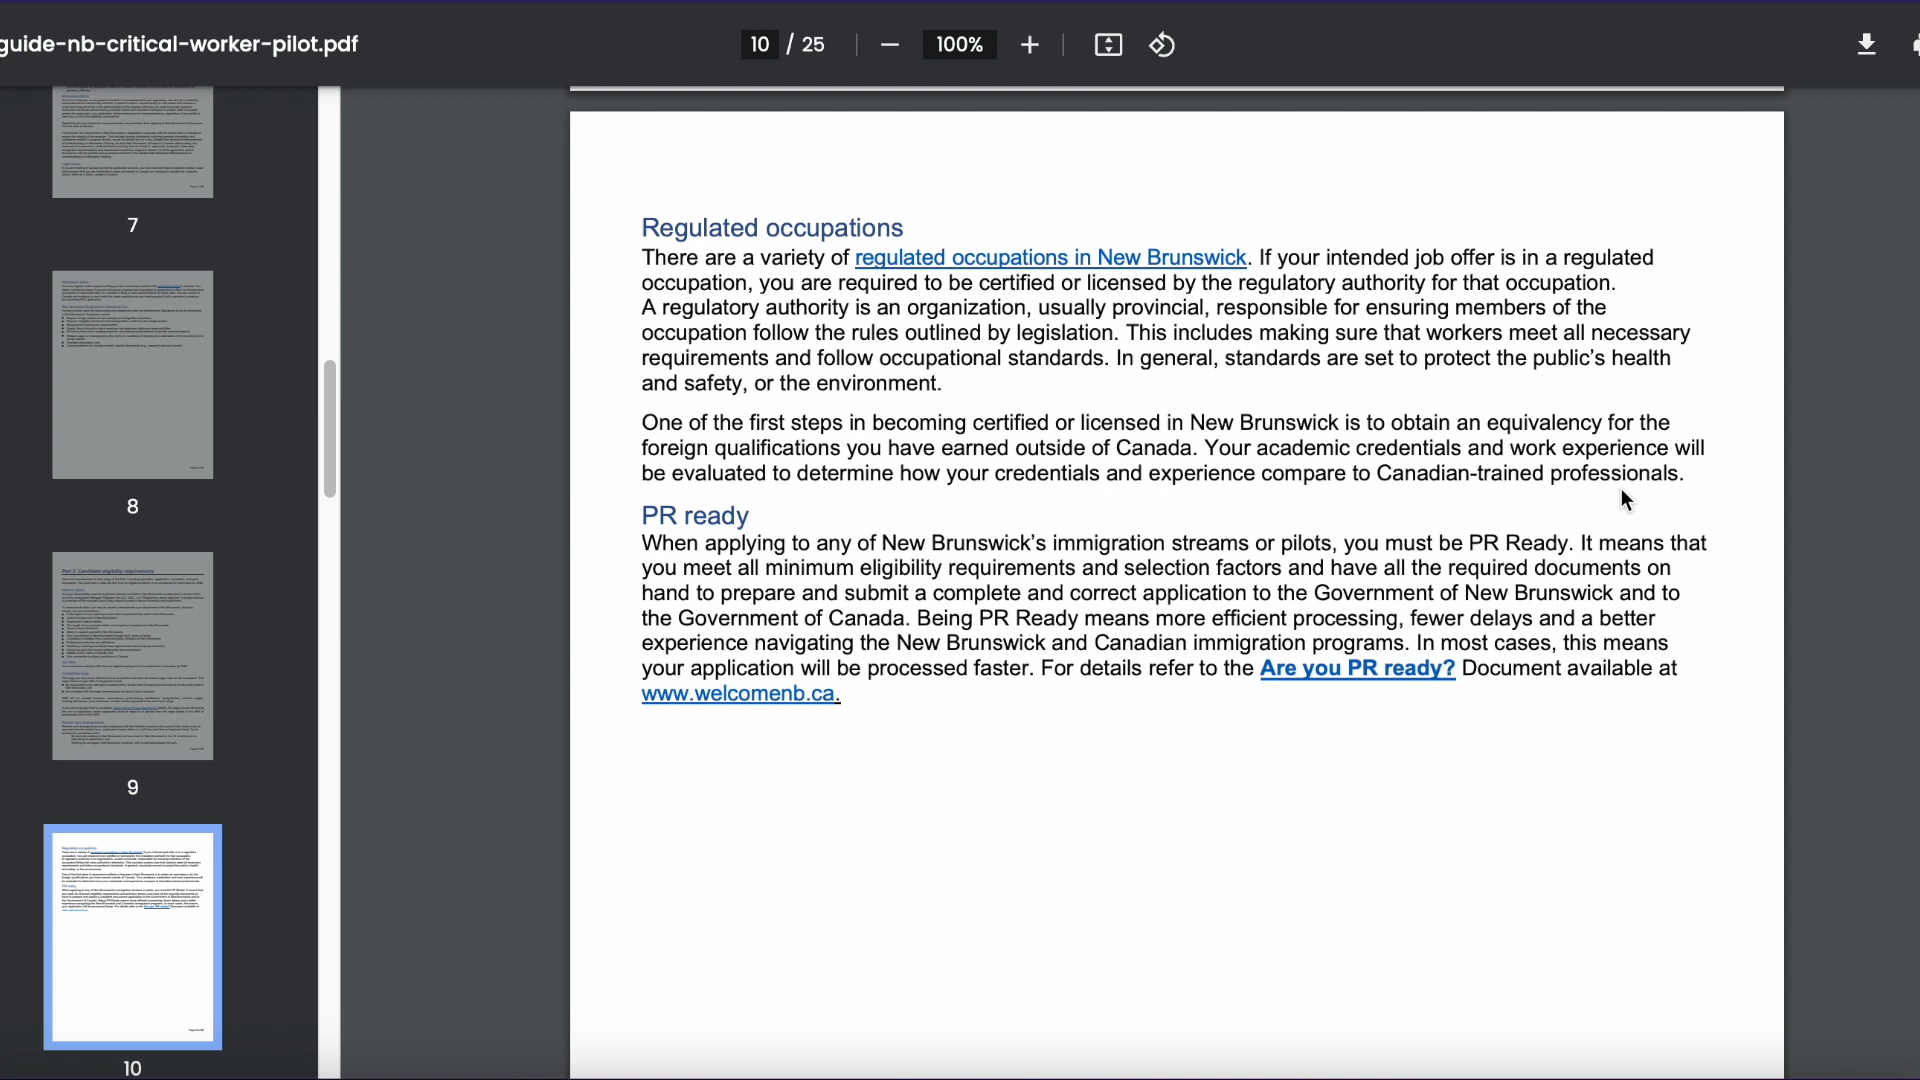 guide-nb-critical-worker-pilot.pdf
10 / 25
100%
7
8
Part 2. Candidate eligibility requirements
9
10
Regulated occupations
There are a variety of regulated occupations in New Brunswick. If your intended job offer is in a regulated
occupation, you are required to be certified or licensed by the regulatory authority for that occupation.
A regulatory authority is an organization, usually provincial, responsible for ensuring members of the
occupation follow the rules outlined by legislation. This includes making sure that workers meet all necessary
requirements and follow occupational standards. In general, standards are set to protect the public's health
and safety, or the environment.
One of the first steps in becoming certified or licensed in New Brunswick is to obtain an equivalency for the
foreign qualifications you have earned outside of Canada. Your academic credentials and work experience will
be evaluated to determine how your credentials and experience compare to Canadian-trained professionals.
PR ready
When applying to any of New Brunswick's immigration streams or pilots, you must be PR Ready. It means that
you meet all minimum eligibility requirements and selection factors and have all the required documents on
hand to prepare and submit a complete and correct application to the Government of New Brunswick and to
the Government of Canada. Being PR Ready means more efficient processing, fewer delays and a better
experience navigating the New Brunswick and Canadian immigration programs. In most cases, this means
your application will be processed faster. For details refer to the Are you PR ready? Document available at
www.welcomenb.ca.